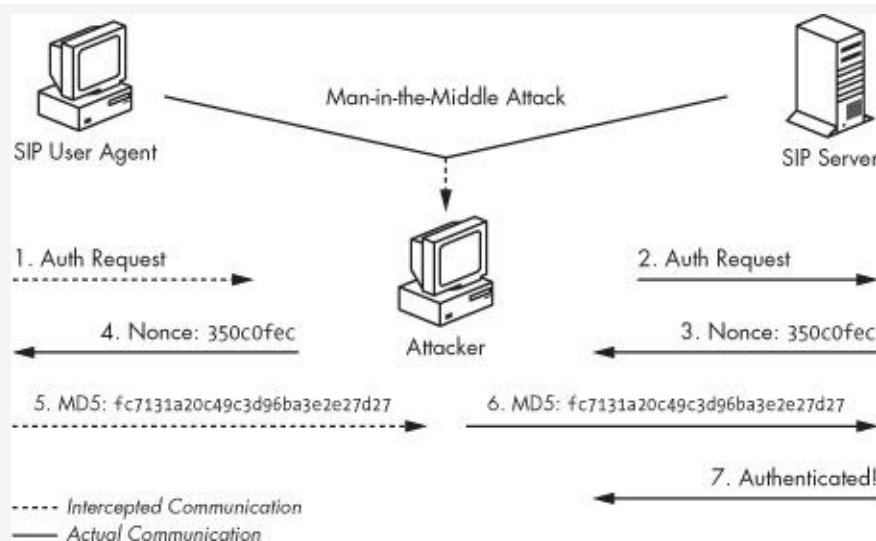 Man-in-the-Middle Attack
SIP User Agent
SIP Server
1. Auth Request
2. Auth Request
4. Nonce: 350c0fec
3. Nonce: 350c0fec
Attacker
5. MD5: fc7131a20c49c3d96ba3e2e27d27
6. MD5: fc7131a20c49c3d96ba3e2e27d27
7. Authenticated!
Intercepted Communication
Actual Communication